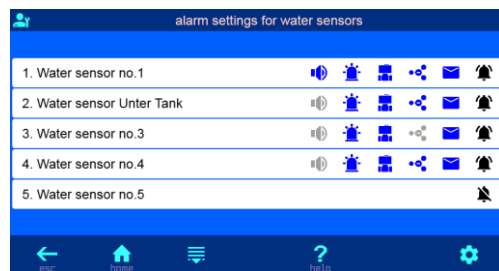 alarm settings for water sensors
1. Water sensor no.1
2. Water sensor Unter Tank
3. Water sensor no.3
4. Water sensor no.4
5. Water sensor no.5
esc home help